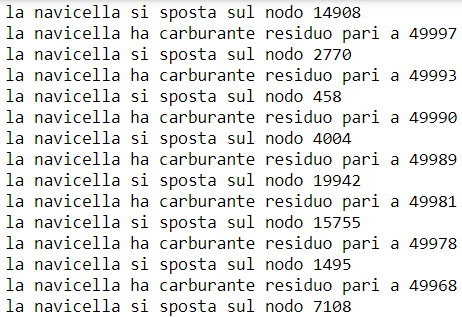 la navicella si sposta sul nodo 14908
la navicella ha carburante residuo pari a 49997
la navicella si sposta sul nodo 2770
la navicella ha carburante residuo pari a 49993
la navicella si sposta sul nodo 458
la navicella ha carburante residuo pari a 49990
la navicella si sposta sul nodo 4004
la navicella ha carburante residuo pari a 49989
la navicella si sposta sul nodo 19942
la navicella ha carburante residuo pari a 49981
la navicella si sposta sul nodo 15755
la navicella ha carburante residuo pari a 49978
la navicella si sposta sul nodo 1495
la navicella ha carburante residuo pari a 49968
la navicella si sposta sul nodo 7108